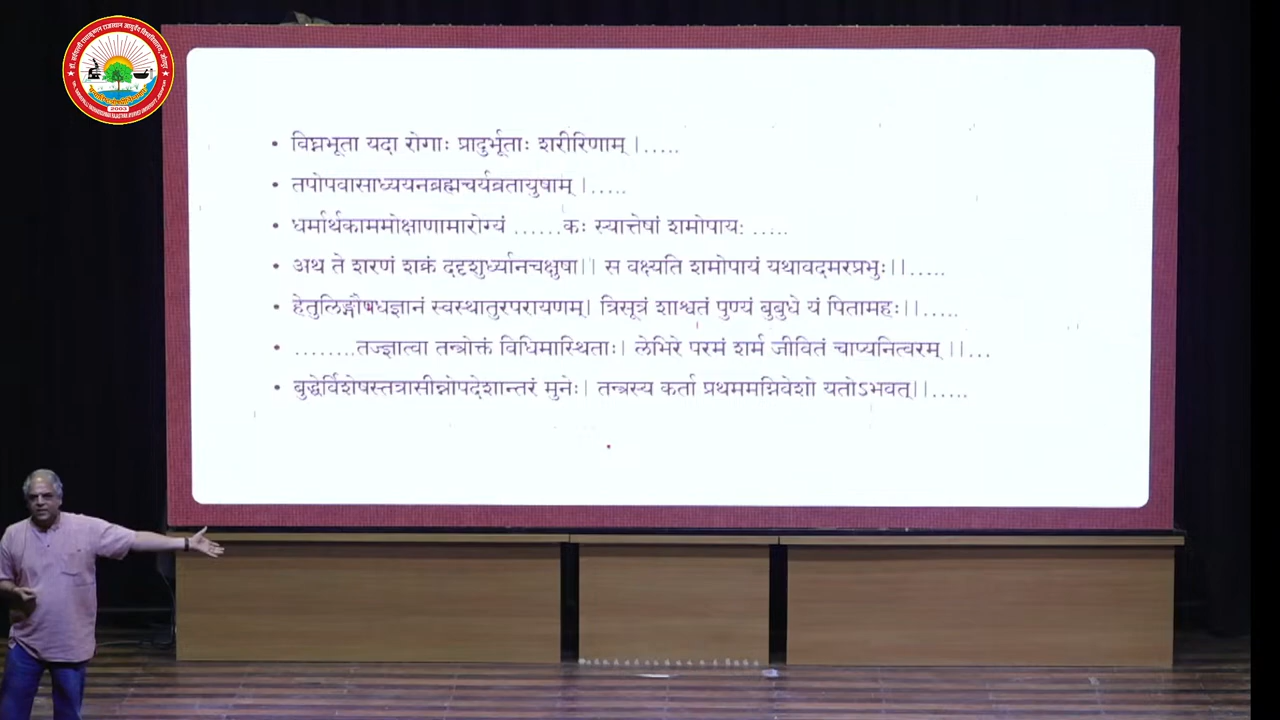 • विघ्नभूता यदा रोगाः प्रादुर्भूताः शरीरिणाम् |…..
• तपोपवासाध्ययनब्रह्मचर्यव्रतायुषाम् |…..
• धर्मार्थकाममोक्षाणामारोग्यं ……कः स्यात्तेषां शमोपाय: …..
• अथ ते शरणं शक्रं ददृशुर्ध्यानचक्षुषा|| स वक्ष्यति शमोपायं यथावदमरप्रभुः||…..
• हेतुलिङ्गौषधज्ञानं स्वस्थातुरपरायणम्| त्रिसूत्रं शाश्वतं पुण्यं बुबुधे यं पितामहः||…..
• ……..तज्ज्ञात्वा तन्त्रोक्तं विधिमास्थिताः| लेभिरे परमं शर्म जीवितं चाप्यनित्वरम् ||…
• बुद्धेर्विशेषस्तत्रासीन्नोपदेशान्तरं मुनेः| तन्त्रस्य कर्ता प्रथममग्निवेशो यतोऽभवत्||…..
2003